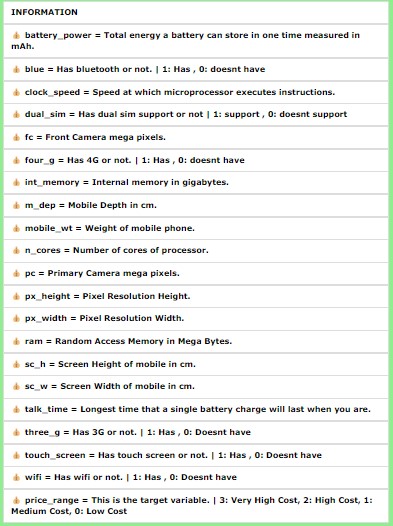 INFORMATION
👍 battery_power = Total energy a battery can store in one time measured in
mAh.
👍 blue = Has bluetooth or not. | 1: Has , 0: doesnt have
👍 clock_speed = Speed at which microprocessor executes instructions.
👍 dual_sim = Has dual sim support or not | 1: support , 0: doesnt support
👍 fc = Front Camera mega pixels.
👍 four_g = Has 4G or not. | 1: Has , 0: doesnt have
👍 int_memory = Internal memory in gigabytes.
👍 m_dep = Mobile Depth in cm.
👍 mobile_wt = Weight of mobile phone.
👍 n_cores = Number of cores of processor.
👍 pc = Primary Camera mega pixels.
👍 px_height = Pixel Resolution Height.
👍 px_width = Pixel Resolution Width.
👍 ram = Random Access Memory in Mega Bytes.
👍 sc_h = Screen Height of mobile in cm.
👍 sc_w = Screen Width of mobile in cm.
👍 talk_time = Longest time that a single battery charge will last when you are.
👍 three_g = Has 3G or not. | 1: Has , 0: Doesnt have
👍 touch_screen = Has touch screen or not. | 1: Has , 0: Doesnt have
👍 wifi = Has wifi or not. | 1: Has , 0: Doesnt have
👍 price_range = This is the target variable. | 3: Very High Cost, 2: High Cost, 1:
Medium Cost, 0: Low Cost